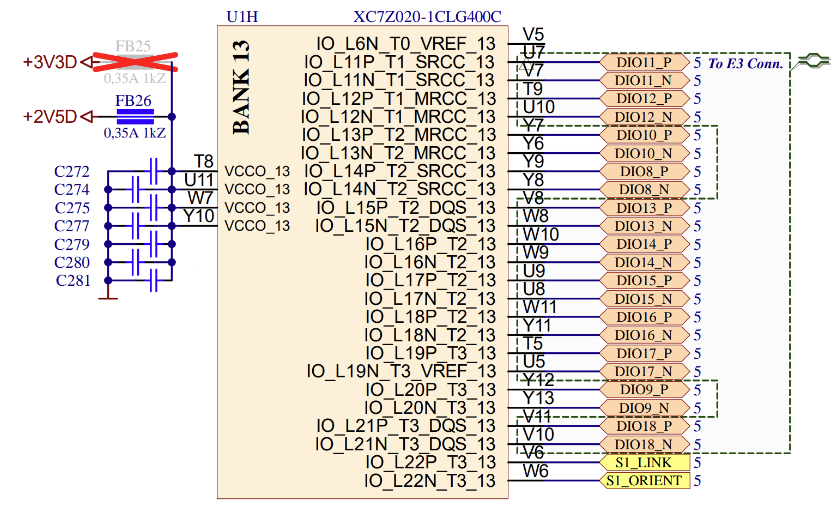 U1H XC7Z020-1CLG400C
BANK 13
FB25
+3V3D
0,35A 1kZ
FB26
+2V5D
0,35A 1kZ
C272
C274
C275
C277
C279
C280
C281
T8 VCCO_13
U11 VCCO_13
W7 VCCO_13
Y10 VCCO_13
IO_L6N_T0_VREF_13 V5
IO_L11P_T1_SRCC_13 U7 DIO11_P 5 To E3 Conn.
IO_L11N_T1_SRCC_13 V7 DIO11_N 5
IO_L12P_T1_MRCC_13 T9 DIO12_P 5
IO_L12N_T1_MRCC_13 U10 DIO12_N 5
IO_L13P_T2_MRCC_13 Y7 DIO10_P 5
IO_L13N_T2_MRCC_13 Y6 DIO10_N 5
IO_L14P_T2_SRCC_13 Y9 DIO8_P 5
IO_L14N_T2_SRCC_13 Y8 DIO8_N 5
IO_L15P_T2_DQS_13 V8 DIO13_P 5
IO_L15N_T2_DQS_13 W8 DIO13_N 5
IO_L16P_T2_13 W10 DIO14_P 5
IO_L16N_T2_13 W9 DIO14_N 5
IO_L17P_T2_13 U9 DIO15_P 5
IO_L17N_T2_13 U8 DIO15_N 5
IO_L18P_T2_13 W11 DIO16_P 5
IO_L18N_T2_13 Y11 DIO16_N 5
IO_L19P_T3_13 T5 DIO17_P 5
IO_L19N_T3_VREF_13 U5 DIO17_N 5
IO_L20P_T3_13 Y12 DIO9_P 5
IO_L20N_T3_13 Y13 DIO9_N 5
IO_L21P_T3_DQS_13 V11 DIO18_P 5
IO_L21N_T3_DQS_13 V10 DIO18_N 5
IO_L22P_T3_13 V6 S1_LINK 5
IO_L22N_T3_13 W6 S1_ORIENT 5